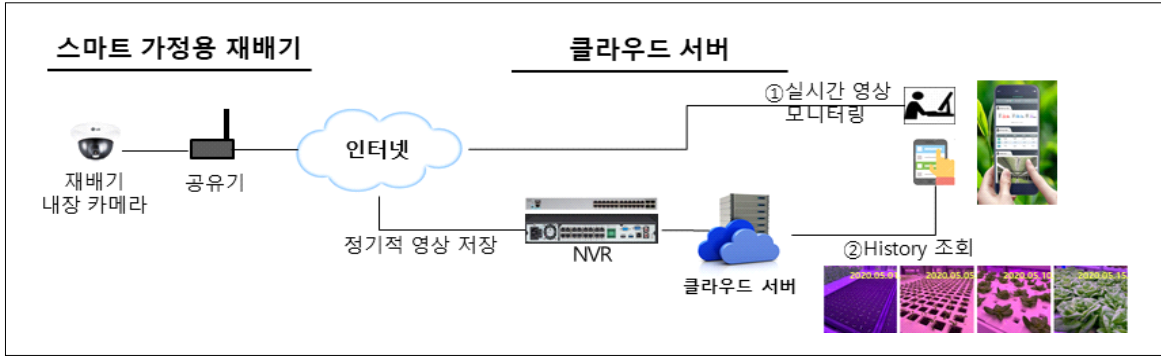 스마트 가정용 재배기
클라우드 서버
①실시간 영상
모니터링
인터넷
재배기
내장 카메라
공유기
정기적 영상 저장
NVR
클라우드 서버
②History 조회
2020.05.01
2020.05.05
2020.05.10
2020.05.15